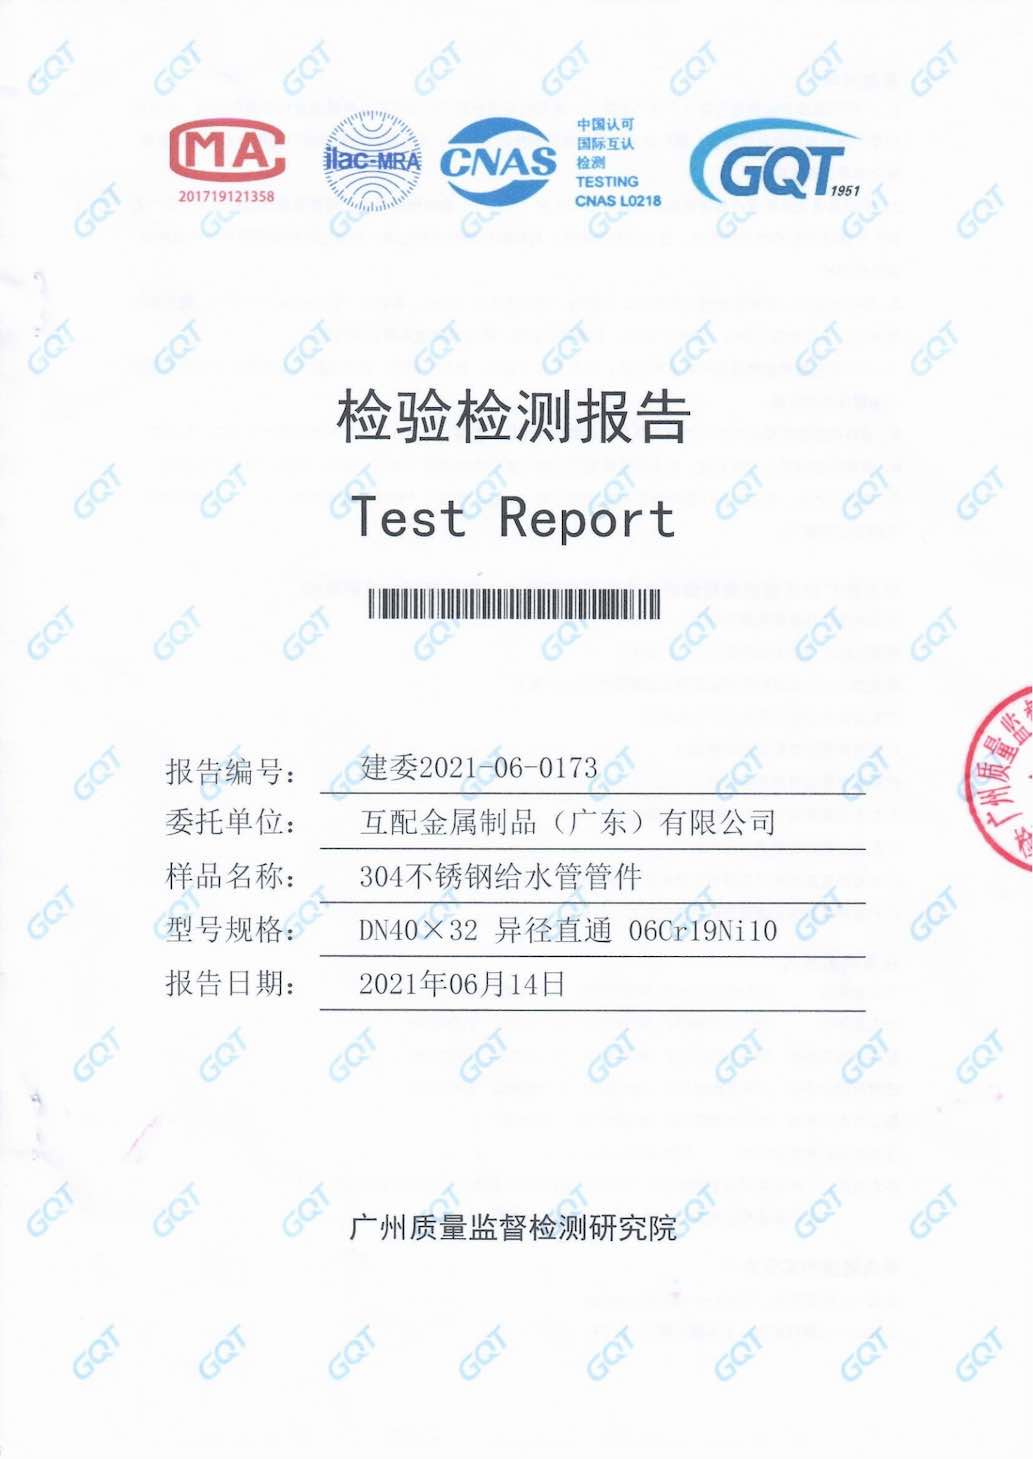 MA
201719121358
ilac-MRA
CNAS
中国认可
国际互认
检测
TESTING
CNAS L0218
GQT 1951
检验检测报告
Test Report
报告编号： 建委2021-06-0173
委托单位： 互配金属制品（广东）有限公司
样品名称： 304不锈钢给水管管件
型号规格： DN40×32 异径直通 06Cr19Ni10
报告日期： 2021年06月14日
广州质量监
检
广州质量监督检测研究院